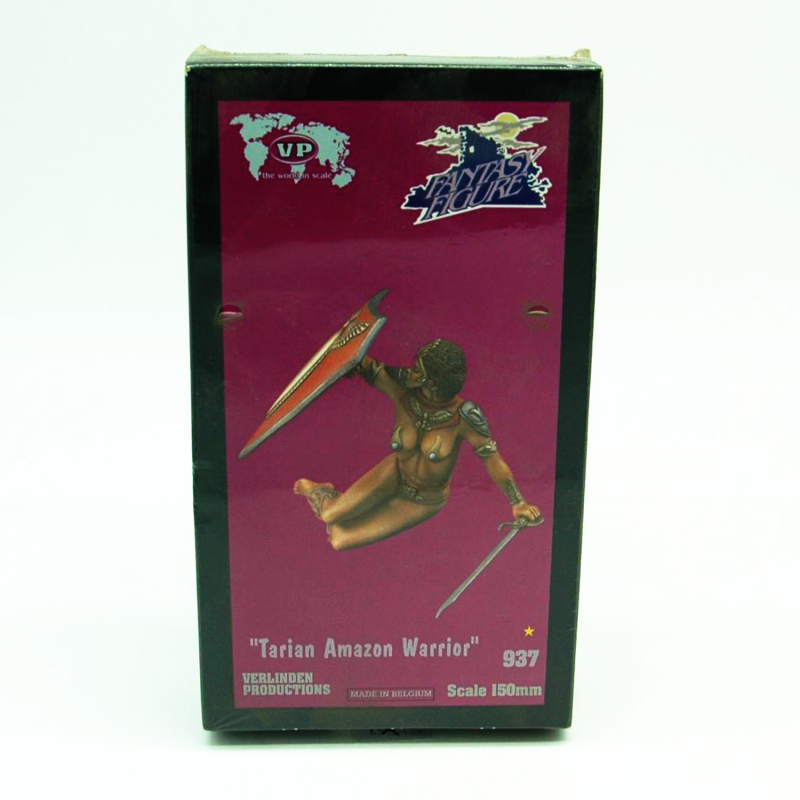 VP
the world in scale
FANTASY
FIGURE
"Tarian Amazon Warrior"
937
VERLINDEN
PRODUCTIONS
MADE IN BELGIUM
Scale 150mm